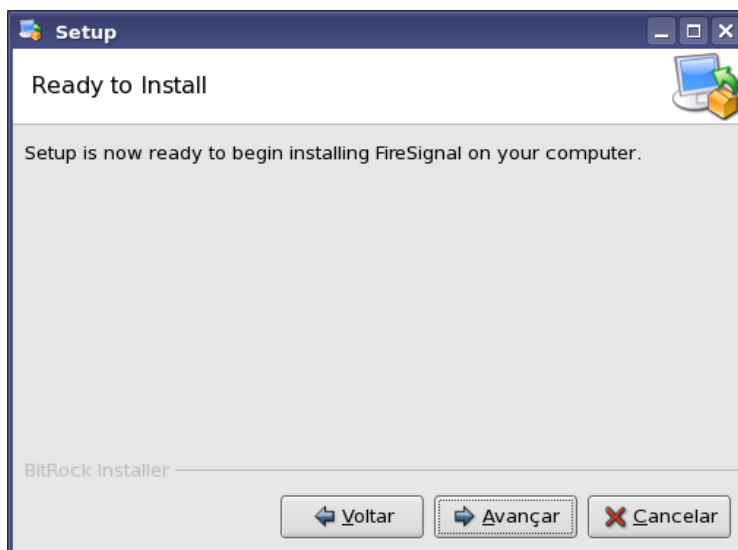 Setup
Ready to Install
Setup is now ready to begin installing FireSignal on your computer.
BitRock Installer
Voltar Avançar Cancelar